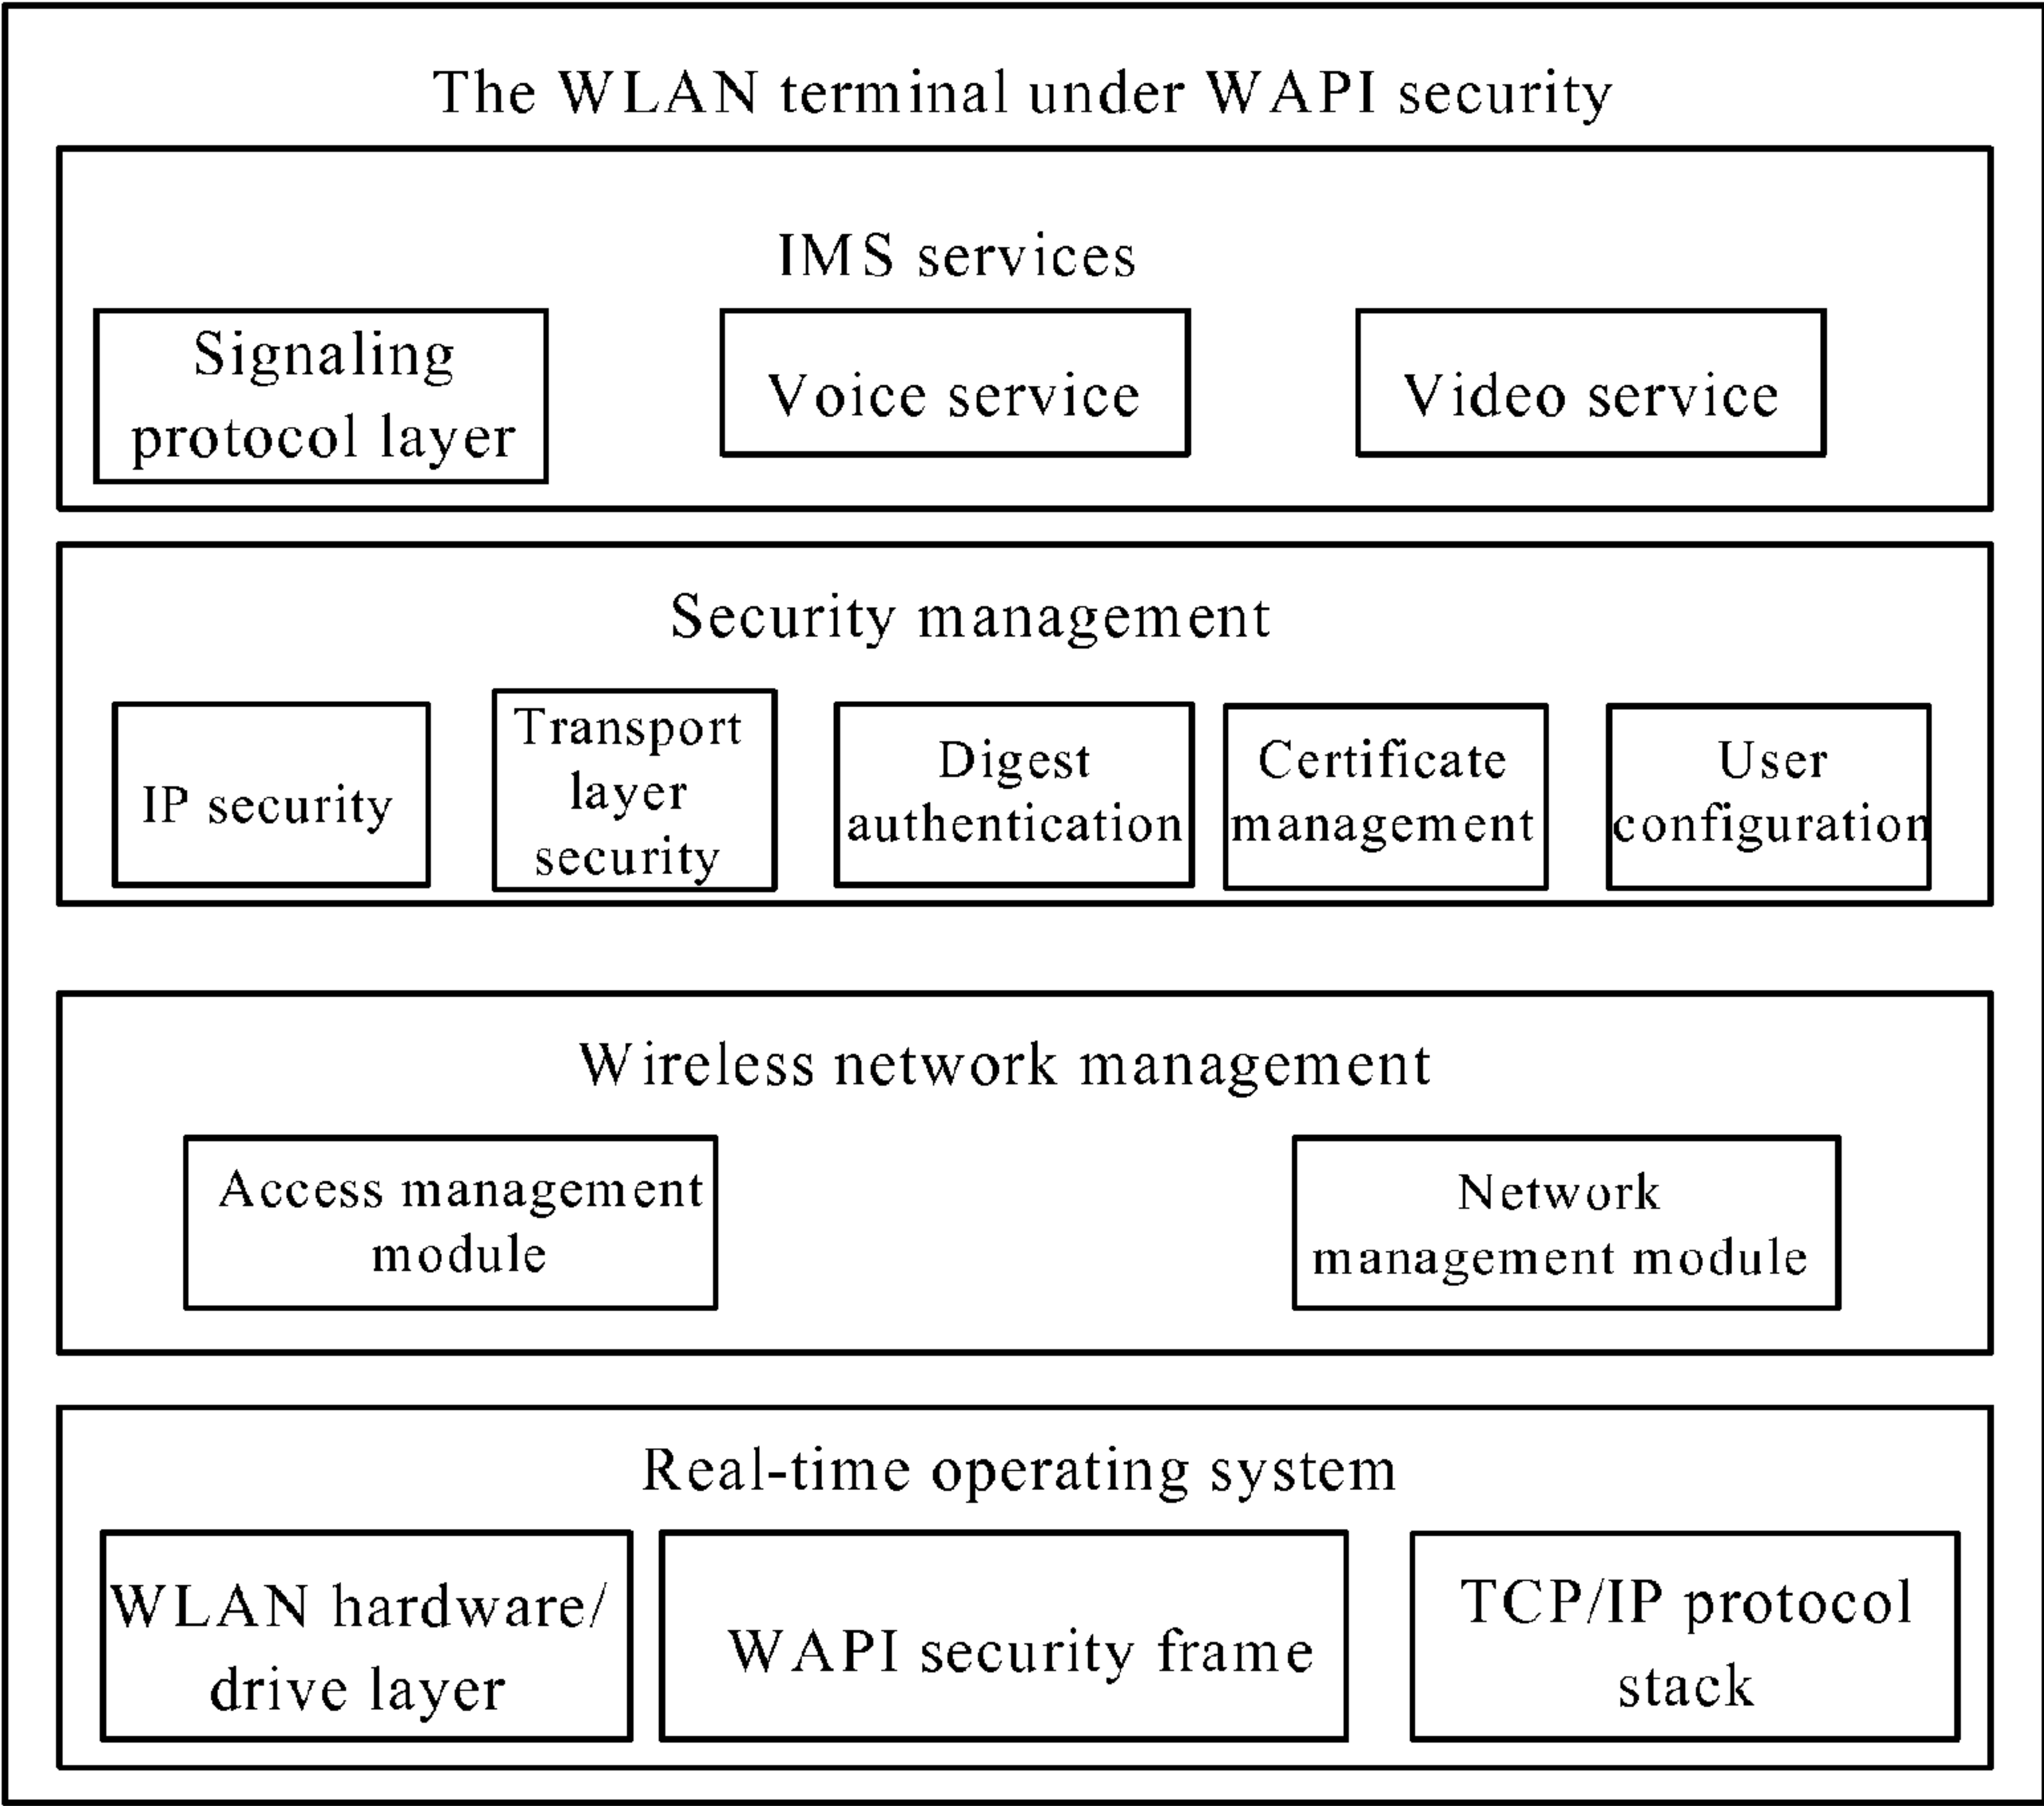 The WLAN terminal under WAPI security
IMS services
Signaling
protocol layer
Voice service
Video service
Security management
IP security
Transport
layer
security
Digest
authentication
Certificate
management
User
configuration
Wireless network management
Access management
module
Network
management module
Real-time operating system
WLAN hardware/
drive layer
WAPI security frame
TCP/IP protocol
stack